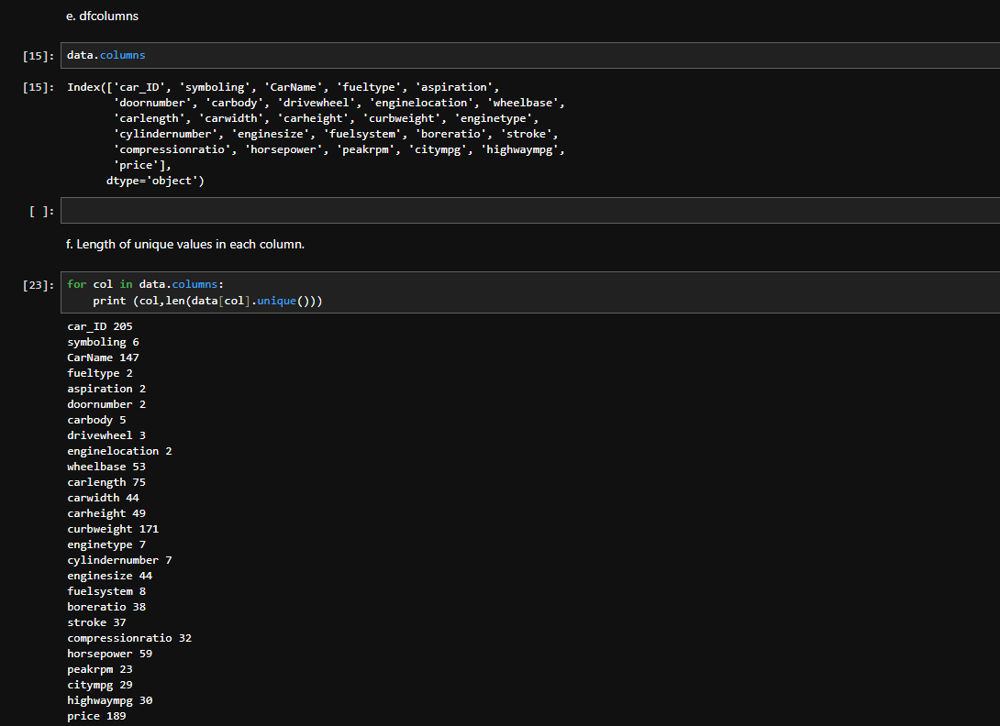 e. dfcolumns
[15]: data.columns
[15]: Index(['car_ID', 'symboling', 'CarName', 'fueltype', 'aspiration',
'doornumber', 'carbody', 'drivewheel', 'enginelocation', 'wheelbase',
'carlength', 'carwidth', 'carheight', 'curbweight', 'enginetype',
'cylindernumber', 'enginesize', 'fuelsystem', 'boreratio', 'stroke',
'compressionratio', 'horsepower', 'peakrpm', 'citympg', 'highwaympg',
'price'],
dtype='object')
[ ]:
f. Length of unique values in each column.
[23]: for col in data.columns:
print (col,len(data[col].unique()))
car_ID 205
symboling 6
CarName 147
fueltype 2
aspiration 2
doornumber 2
carbody 5
drivewheel 3
enginelocation 2
wheelbase 53
carlength 75
carwidth 44
carheight 49
curbweight 171
enginetype 7
cylindernumber 7
enginesize 44
fuelsystem 8
boreratio 38
stroke 37
compressionratio 32
horsepower 59
peakrpm 23
citympg 29
highwaympg 30
price 189